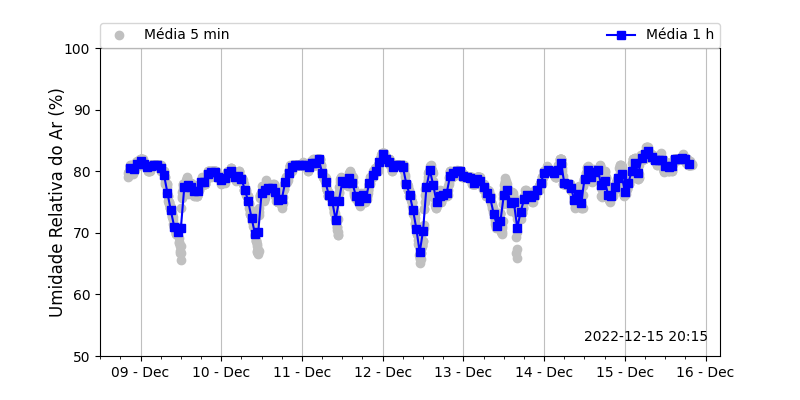 Média 5 min Média 1 h
Umidade Relativa do Ar (%)
100
90
80
70
60
50
2022-12-15 20:15
09 - Dec 10 - Dec 11 - Dec 12 - Dec 13 - Dec 14 - Dec 15 - Dec 16 - Dec